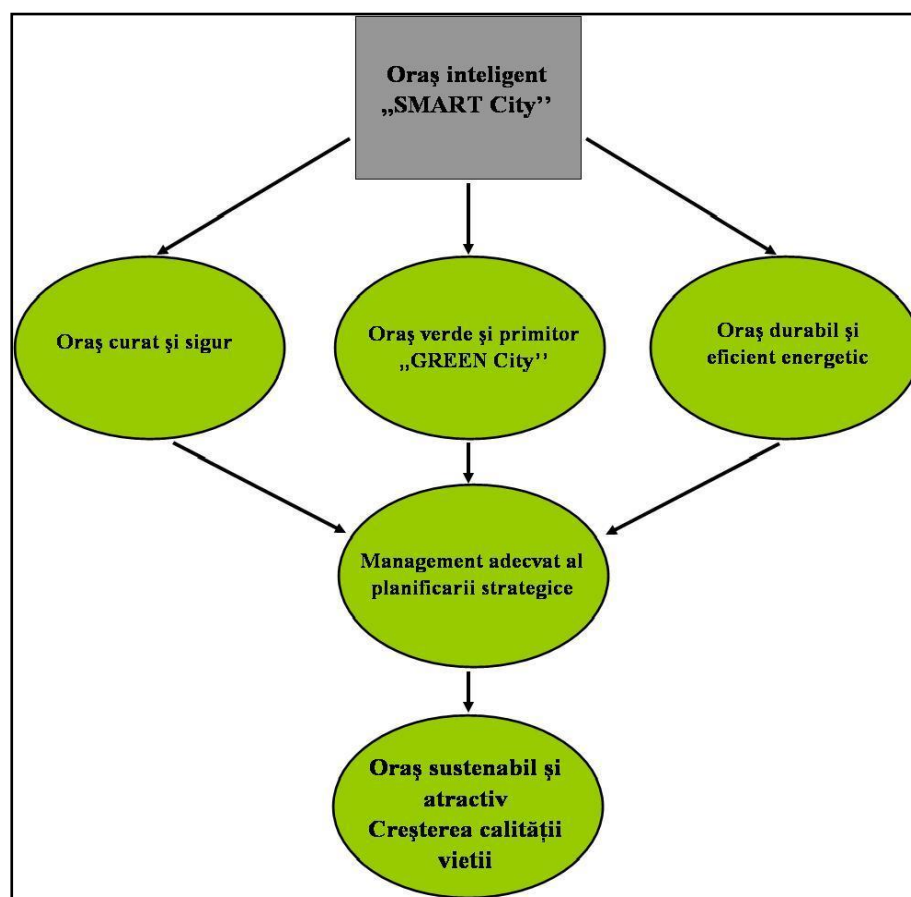 Oraş inteligent
„SMART City’’
Oraş curat şi sigur
Oraş verde şi primitor
„GREEN City’’
Oraş durabil şi
eficient energetic
Management adecvat al
planificarii strategice
Oraş sustenabil şi
atractiv
Creşterea calității
vietii